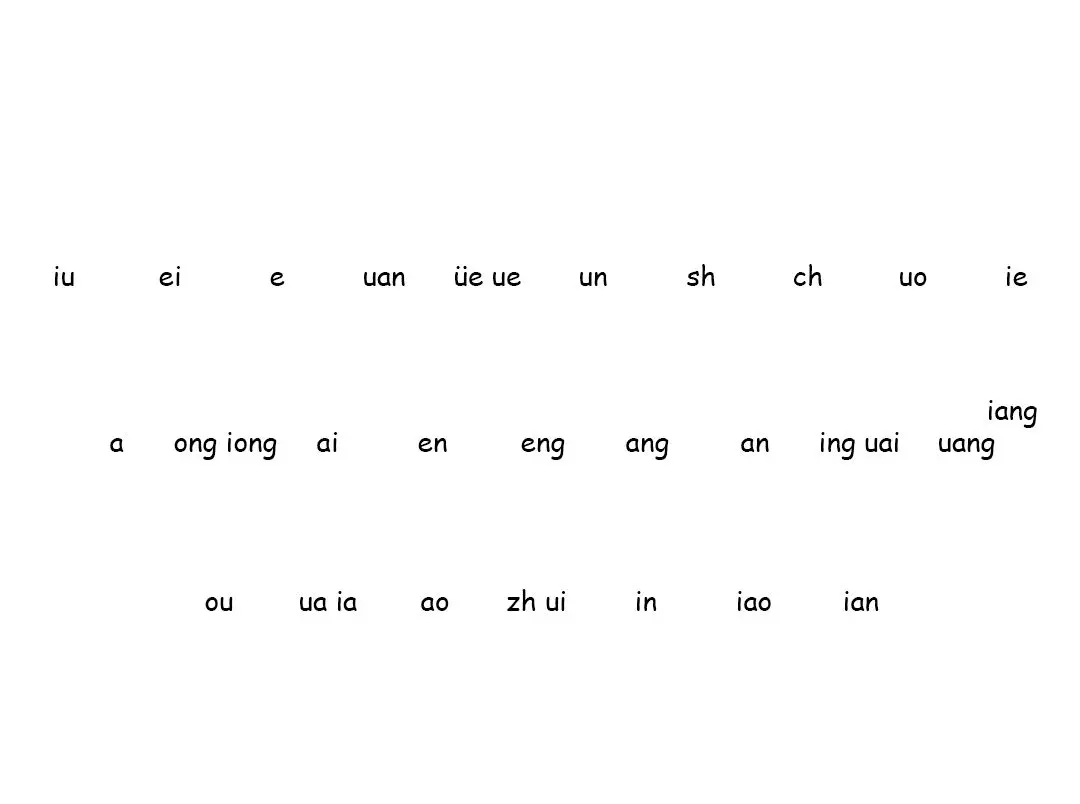 iu ei e uan üe ue un sh ch uo ie
iang
a ong iong ai en eng ang an ing uai uang
ou ua ia ao zh ui in iao ian